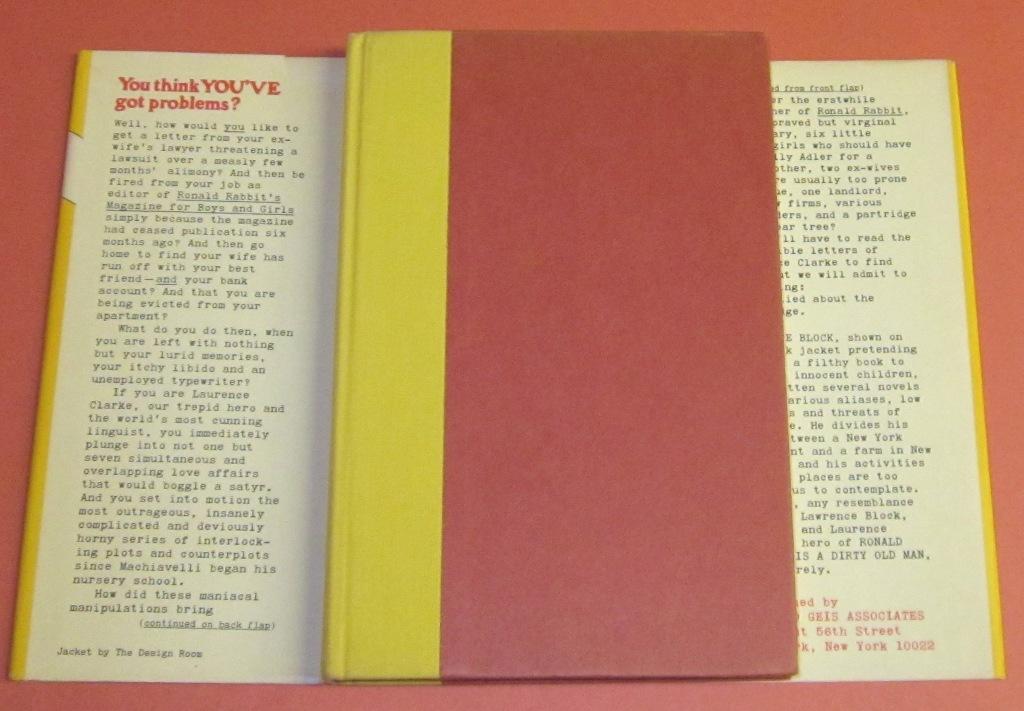 You think YOU'VE
got problems?
Well, how would you like to
get a letter from your ex-
wife's lawyer threatening a
lawsuit over a measly few
months' alimony? And then be
fired from your job as
editor of Ronald Rabbit's
Magazine for Boys and Girls
simply because the magazine
had ceased publication six
months ago? And then go
home to find your wife has
run off with your best
friend—and your bank
account? And that you are
being evicted from your
apartment?
What do you do then, when
you are left with nothing
but your lurid memories,
your itchy libido and an
unemployed typewriter?
If you are Laurence
Clarke, our trepid hero and
the world's most cunning
linguist, you immediately
plunge into not one but
seven simultaneous and
overlapping love affairs
that would boggle a satyr.
And you set into motion the
most outrageous, insanely
complicated and deviously
horny series of interlock-
ing plots and counterplots
since Machiavelli began his
nursery school.
How did these maniacal
manipulations bring
(continued on back flap)
Jacket by The Design Room
from front flap)
the erstwhile
of Ronald Rabbit,
but virginal
six little
girls who should have
Adler for a
two ex-wives
usually too prone
one landlord,
firms, various
and a partridge
tree?
have to read the
letters of
Clarke to find
we will admit to
about the
BLOCK, shown on
jacket pretending
a filthy book to
innocent children,
several novels
aliases, low
and threats of
He divides his
a New York
and a farm in New
and his activities
places are too
to contemplate.
any resemblance
Lawrence Block,
and Laurence
hero of RONALD
IS A DIRTY OLD MAN,
by
GEIS ASSOCIATES
56th Street
New York 10022